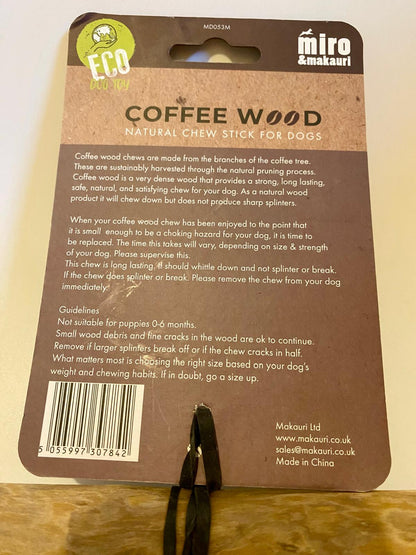 MD053M
ECO
DOG TOY
miro
&makauri
COFFEE WOOD
NATURAL CHEW STICK FOR DOGS
Coffee wood chews are made from the branches of the coffee tree.
These are sustainably harvested through the natural pruning process.
Coffee wood is a very dense wood that provides a strong, long lasting,
safe, natural, and satisfying chew for your dog. As a natural wood
product it will chew down but does not produce sharp splinters.
When your coffee wood chew has been enjoyed to the point that
it is small enough to be a choking hazard for your dog, it is time to
be replaced. The time this takes will vary, depending on size & strength
of your dog. Please supervise this.
This chew is long lasting. It should whittle down and not splinter or break.
If the chew does splinter or break. Please remove the chew from your dog
immediately.
Guidelines
Not suitable for puppies 0-6 months.
Small wood debris and fine cracks in the wood are ok to continue.
Remove if larger splinters break off or if the chew cracks in half.
What matters most is choosing the right size based on your dog's
weight and chewing habits. If in doubt, go a size up.
5 055997 307842
Makauri Ltd
www.makauri.co.uk
sales@makauri.co.uk
Made in China